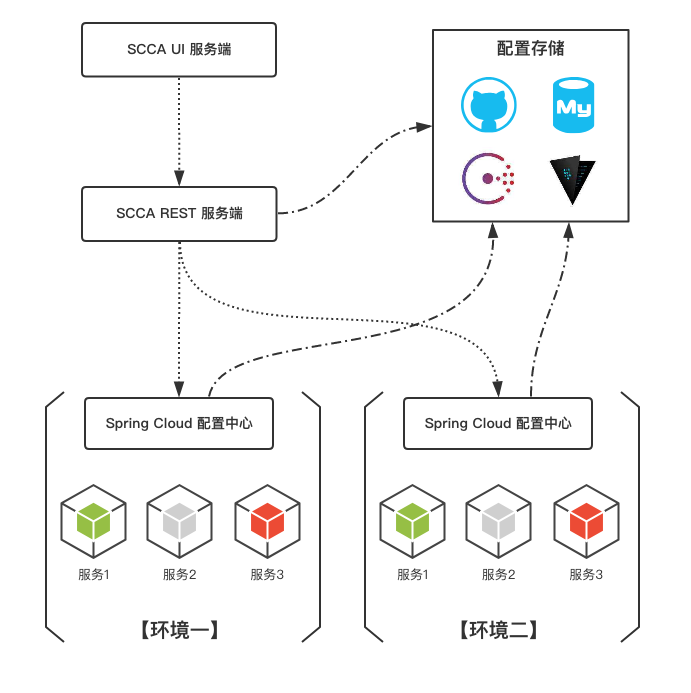 SCCA UI 服务端
配置存储
My
SCCA REST 服务端
Spring Cloud 配置中心
Spring Cloud 配置中心
服务1
服务2
服务3
服务1
服务2
服务3
【环境一】
【环境二】